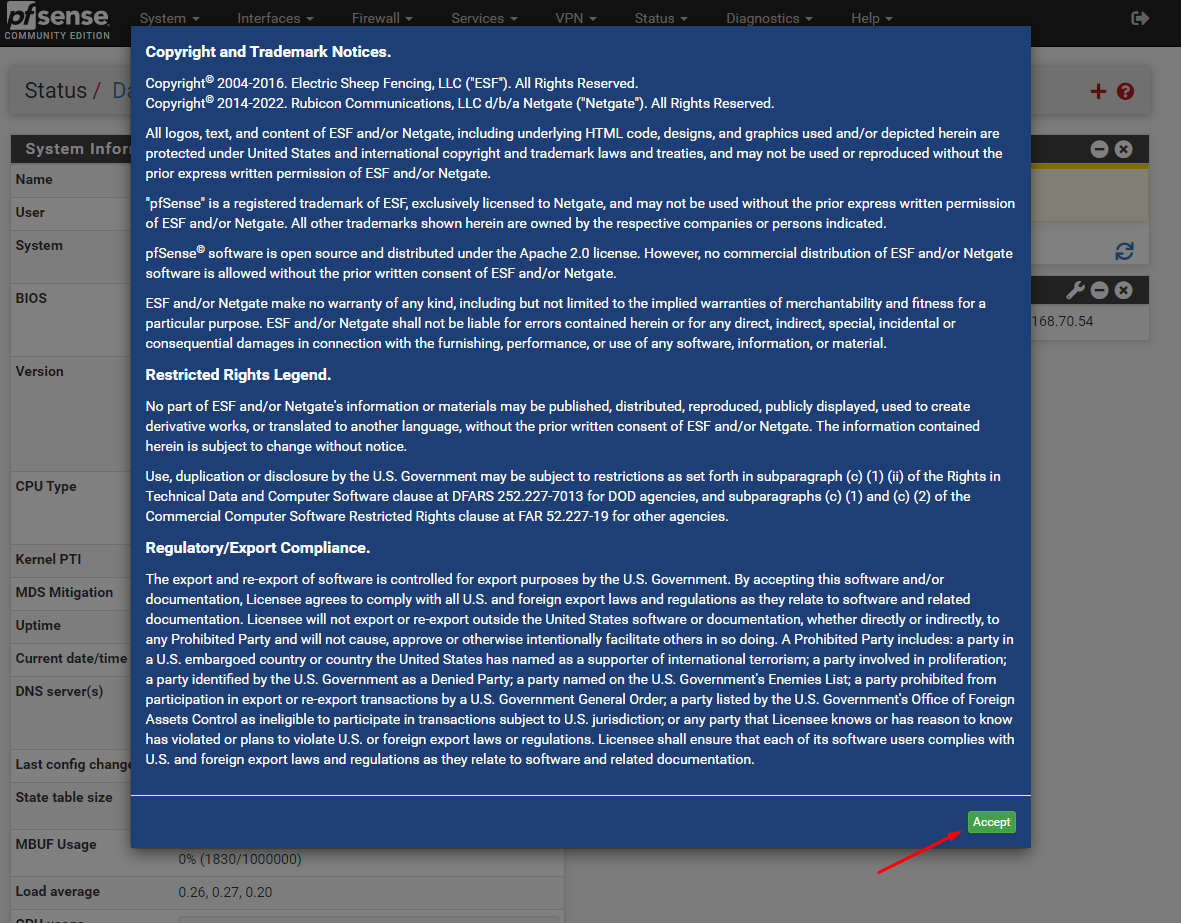 pfsense
COMMUNITY EDITION
System Interfaces Firewall Services VPN Status Diagnostics Help
Status /
System
Name
User
System
BIOS
Version
CPU Type
Kernel PTI
MDS Mitigation
Uptime
Current date/time
DNS server(s)
Last config
State table size
MBUF Usage
0% (1830/1000000)
Load average
0.26, 0.27, 0.20
168.70.54
Copyright and Trademark Notices.
Copyright© 2004-2016. Electric Sheep Fencing, LLC ("ESF"). All Rights Reserved.
Copyright© 2014-2022. Rubicon Communications, LLC d/b/a Netgate ("Netgate"). All Rights Reserved.
All logos, text, and content of ESF and/or Netgate, including underlying HTML code, designs, and graphics used and/or depicted herein are
protected under United States and international copyright and trademark laws and treaties, and may not be used or reproduced without the
prior express written permission of ESF and/or Netgate.
"pfSense" is a registered trademark of ESF, exclusively licensed to Netgate, and may not be used without the prior express written permission
of ESF and/or Netgate. All other trademarks shown herein are owned by the respective companies or persons indicated.
pfSense© software is open source and distributed under the Apache 2.0 license. However, no commercial distribution of ESF and/or Netgate
software is allowed without the prior written consent of ESF and/or Netgate.
ESF and/or Netgate make no warranty of any kind, including but not limited to the implied warranties of merchantability and fitness for a
particular purpose. ESF and/or Netgate shall not be liable for errors contained herein or for any direct, indirect, special, incidental or
consequential damages in connection with the furnishing, performance, or use of any software, information, or material.
Restricted Rights Legend.
No part of ESF and/or Netgate's information or materials may be published, distributed, reproduced, publicly displayed, used to create
derivative works, or translated to another language, without the prior written consent of ESF and/or Netgate. The information contained
herein is subject to change without notice.
Use, duplication or disclosure by the U.S. Government may be subject to restrictions as set forth in subparagraph (c) (1) (ii) of the Rights in
Technical Data and Computer Software clause at DFARS 252.227-7013 for DOD agencies, and subparagraphs (c) (1) and (c) (2) of the
Commercial Computer Software Restricted Rights clause at FAR 52.227-19 for other agencies.
Regulatory/Export Compliance.
The export and re-export of software is controlled for export purposes by the U.S. Government. By accepting this software and/or
documentation, Licensee agrees to comply with all U.S. and foreign export laws and regulations as they relate to software and related
documentation. Licensee will not export or re-export outside the United States software or documentation, whether directly or indirectly, to
any Prohibited Party and will not cause, approve or otherwise intentionally facilitate others in so doing. A Prohibited Party includes: a party in
a U.S. embargoed country or country the United States has named as a supporter of international terrorism; a party involved in proliferation;
a party identified by the U.S. Government as a Denied Party; a party named on the U.S. Government's Enemies List; a party prohibited from
participation in export or re-export transactions by a U.S. Government General Order; a party listed by the U.S. Government's Office of Foreign
Assets Control as ineligible to participate in transactions subject to U.S. jurisdiction; or any party that Licensee knows or has reason to know
has violated or plans to violate U.S. or foreign export laws or regulations. Licensee shall ensure that each of its software users complies with
U.S. and foreign export laws and regulations as they relate to software and related documentation.
Accept